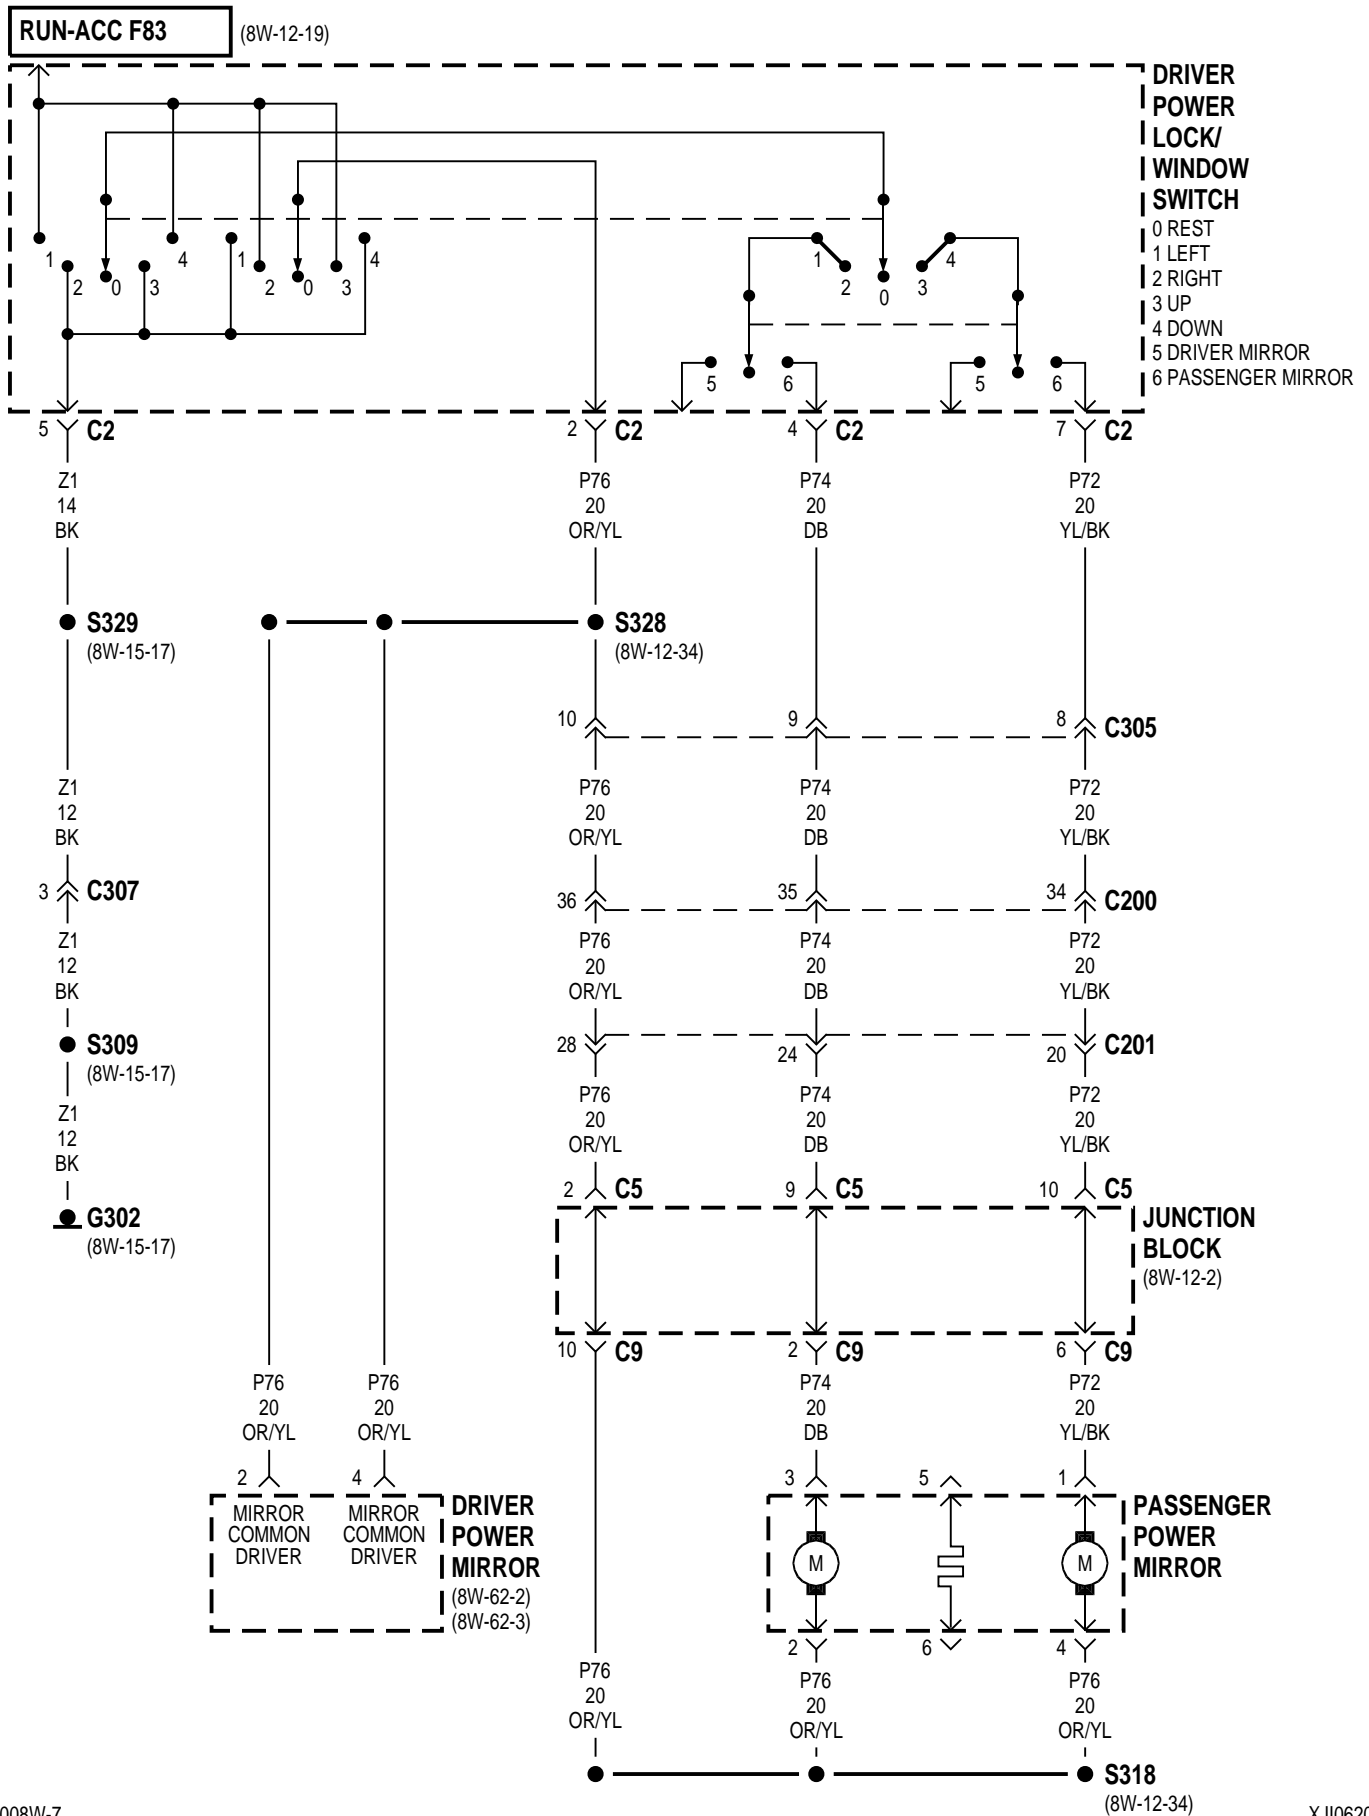 RUN-ACC F83 (8W-12-19)
DRIVER
POWER
LOCK/
WINDOW
SWITCH
0 REST
1 LEFT
2 RIGHT
3 UP
4 DOWN
5 DRIVER MIRROR
6 PASSENGER MIRROR
1 4 1 4 1 4
2 0 3 2 0 3 2 0 3
5 6 5 6
5 C2 2 C2 4 C2 7 C2
Z1 P76 P74 P72
14 20 20 20
BK OR/YL DB YL/BK
S329 S328
(8W-15-17) (8W-12-34)
10 9 8 C305
Z1 P76 P74 P72
12 20 20 20
BK OR/YL DB YL/BK
3 C307 36 35 34 C200
Z1 P76 P74 P72
12 20 20 20
BK OR/YL DB YL/BK
S309 28 24 20 C201
(8W-15-17)
Z1 P76 P74 P72
12 20 20 20
BK OR/YL DB YL/BK
2 C5 9 C5 10 C5
G302 JUNCTION
(8W-15-17) BLOCK
(8W-12-2)
10 C9 2 C9 6 C9
P76 P76 P74 P72
20 20 20 20
OR/YL OR/YL DB YL/BK
2 4 3 5 1
MIRROR MIRROR DRIVER PASSENGER
COMMON COMMON POWER POWER
DRIVER DRIVER MIRROR M M MIRROR
(8W-62-2)
(8W-62-3)
2 6 4
P76 P76 P76
20 20 20
OR/YL OR/YL OR/YL
S318
(8W-12-34)
008W-7 XJI0620